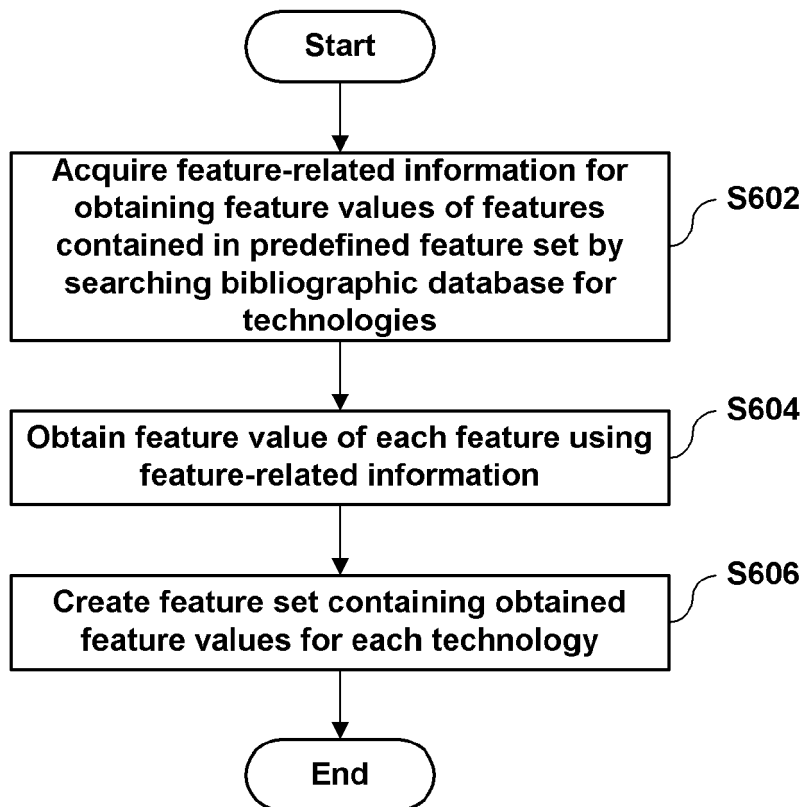 Start
Acquire feature-related information for
obtaining feature values of features
contained in predefined feature set by
searching bibliographic database for
technologies
S602
Obtain feature value of each feature using
feature-related information
S604
Create feature set containing obtained
feature values for each technology
S606
End